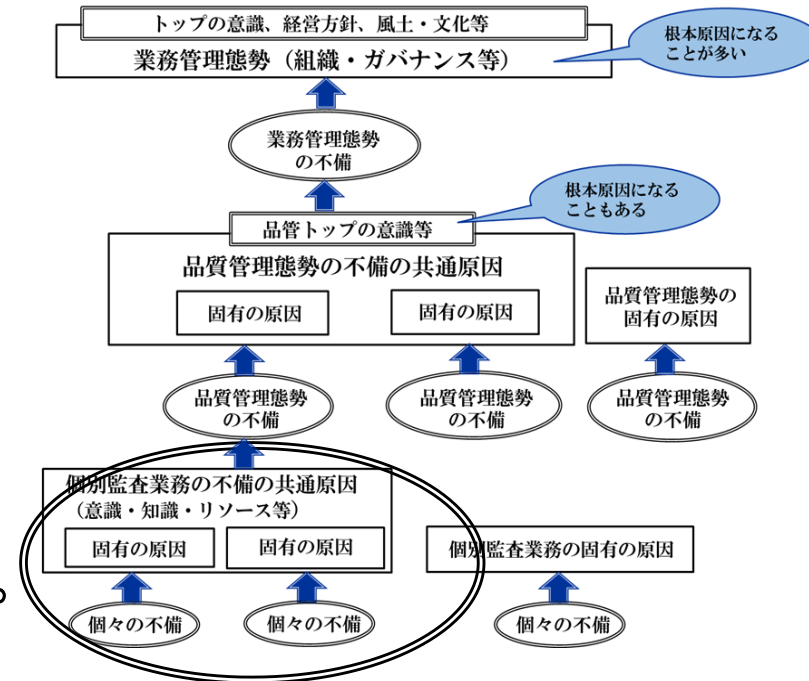 トップの意識、経営方針、風土・文化等
業務管理態勢（組織・ガバナンス等）
根本原因になる
ことが多い
業務管理態勢
の不備
根本原因になる
こともある
品管トップの意識等
品質管理態勢の不備の共通原因
固有の原因
固有の原因
品質管理態勢の
固有の原因
品質管理態勢
の不備
品質管理態勢
の不備
品質管理態勢
の不備
個別監査業務の不備の共通原因
（意識・知識・リソース等）
固有の原因
固有の原因
個別監査業務の固有の原因
。
個々の不備
個々の不備
個々の不備